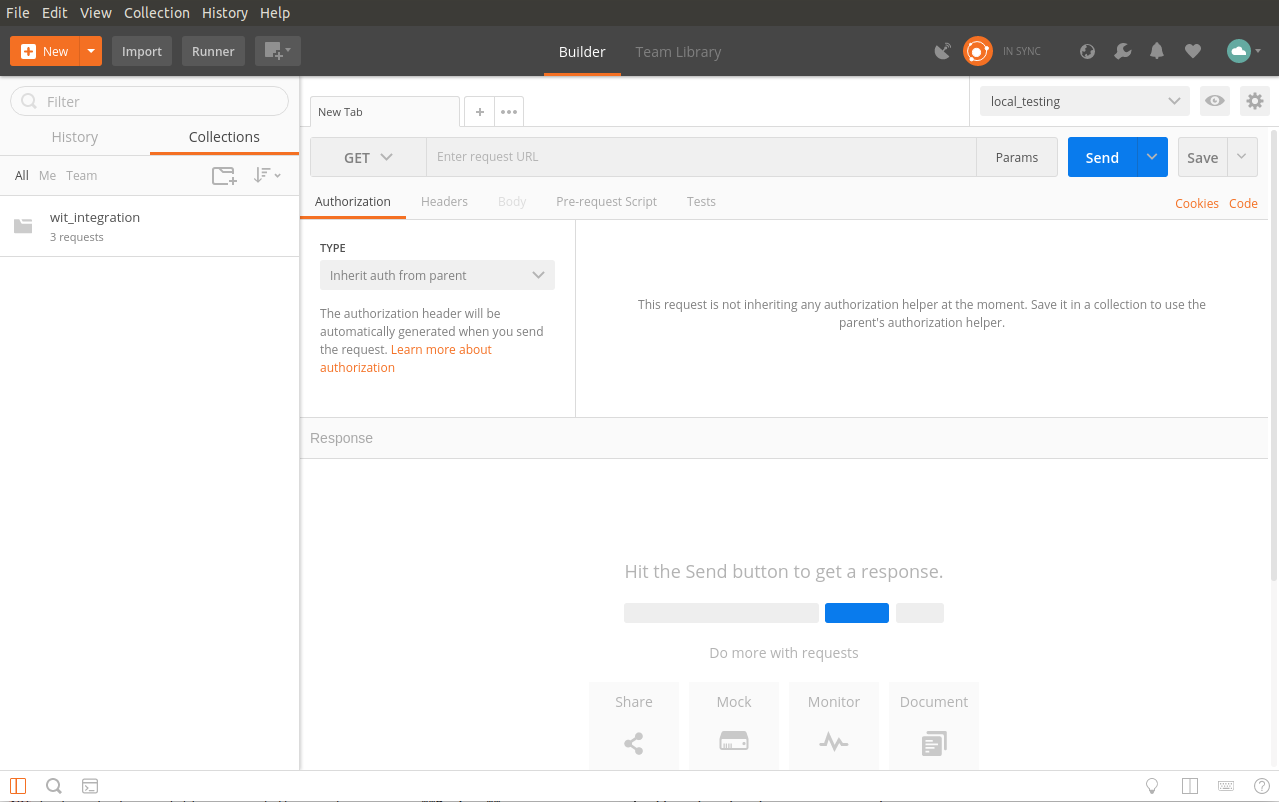 File Edit View Collection History Help
New Import Runner Builder Team Library IN SYNC
Filter
History Collections
All Me Team
wit_integration
3 requests
New Tab
local_testing
GET Enter request URL Params Send Save
Authorization Headers Body Pre-request Script Tests Cookies Code
TYPE
Inherit auth from parent
The authorization header will be
automatically generated when you send
the request. Learn more about
authorization
This request is not inheriting any authorization helper at the moment. Save it in a collection to use the
parent's authorization helper.
Response
Hit the Send button to get a response.
Do more with requests
Share Mock Monitor Document